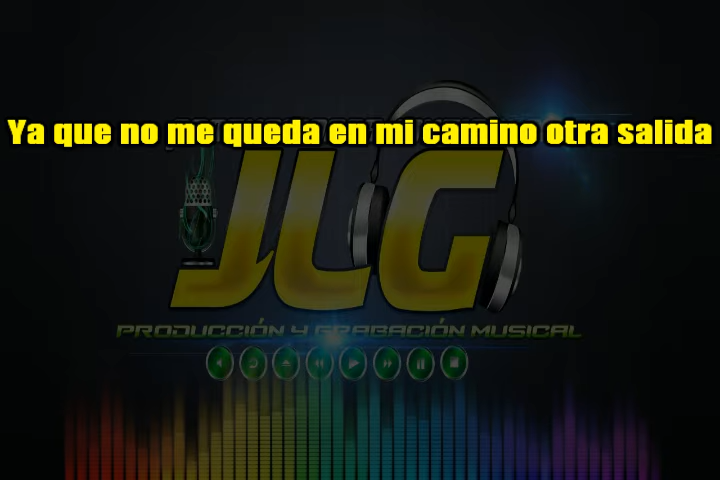 Ya que no me queda en mi camino otra salida
JLG
PRODUCCIÓN Y GRABACIÓN MUSICAL